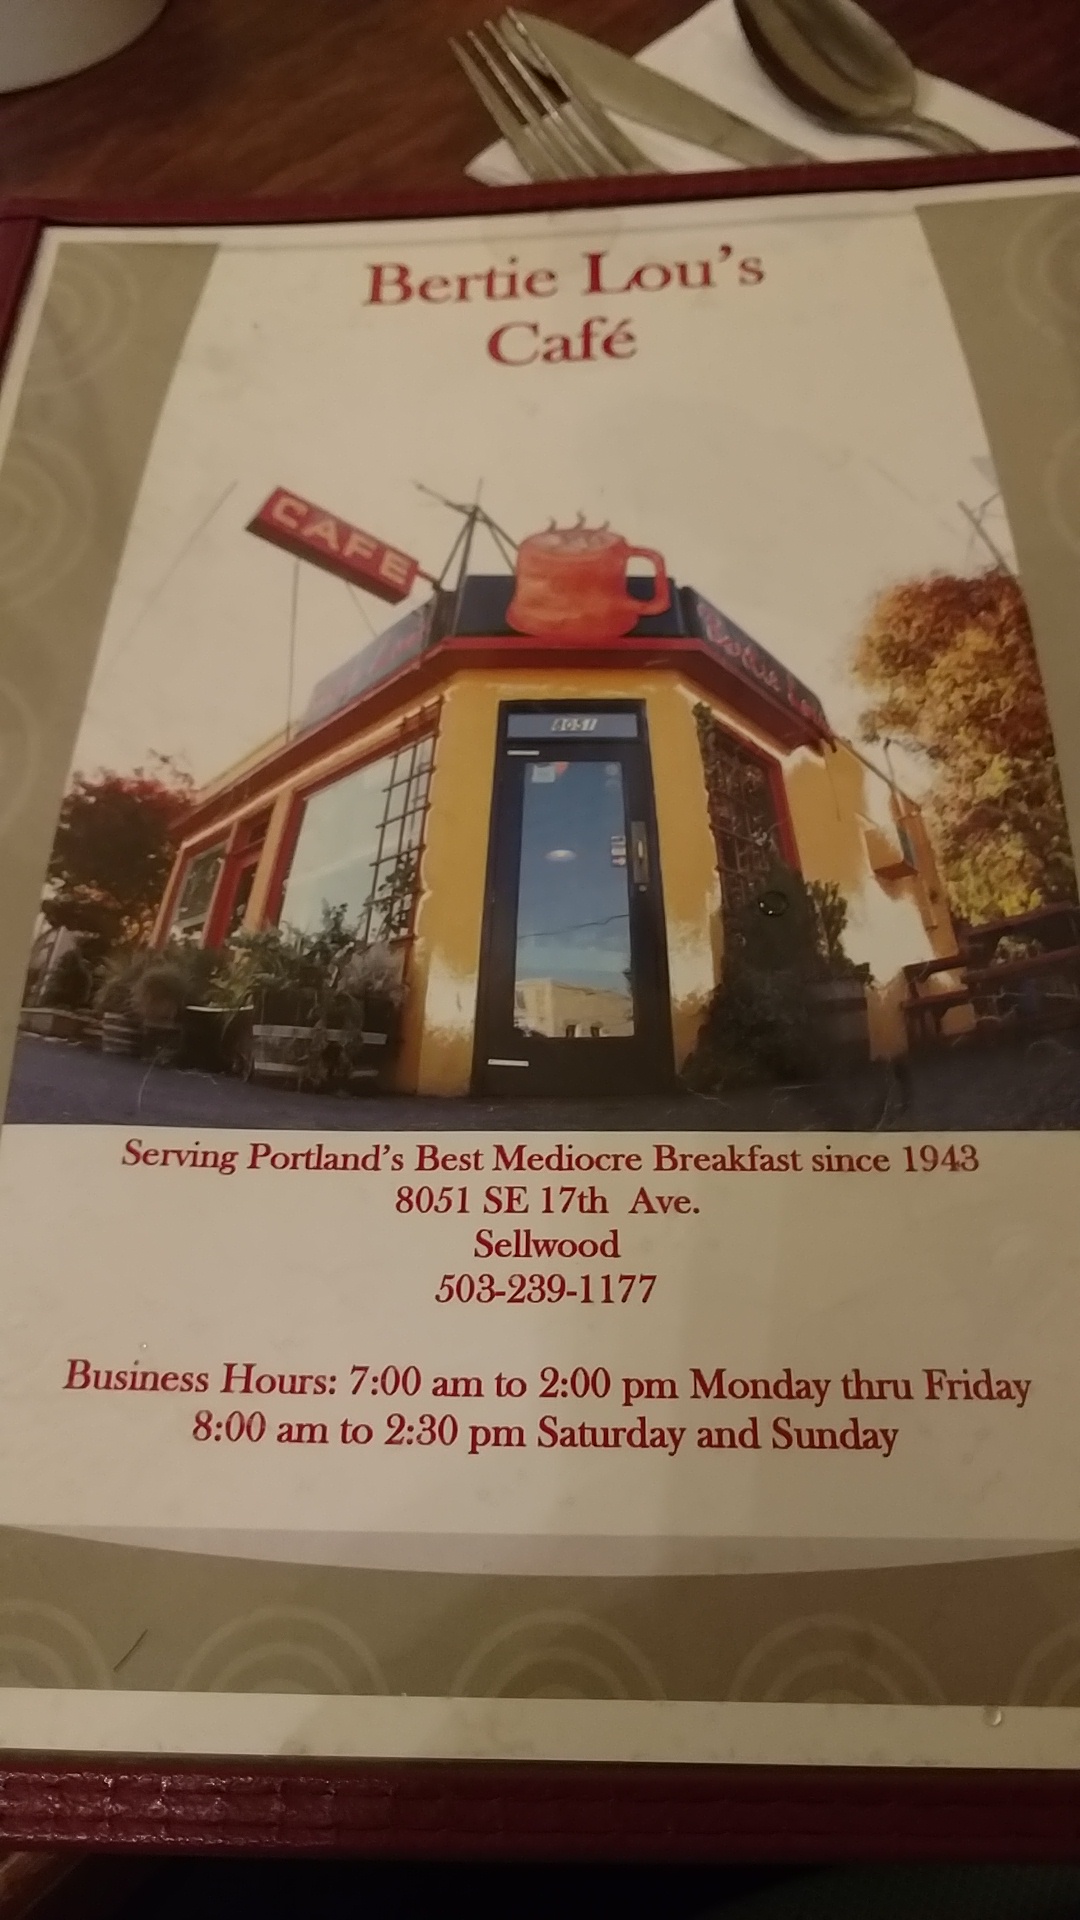 Bertie Lou's
Café
CAFE
8051
Serving Portland's Best Mediocre Breakfast since 1943
8051 SE 17th Ave.
Sellwood
503-239-1177
Business Hours: 7:00 am to 2:00 pm Monday thru Friday
8:00 am to 2:30 pm Saturday and Sunday